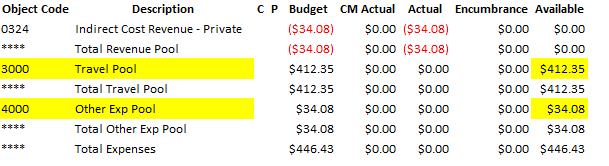 Object Code Description C P Budget CM Actual Actual Encumbrance Available
0324 Indirect Cost Revenue - Private ($34.08) $0.00 ($34.08) $0.00 $0.00
**** Total Revenue Pool ($34.08) $0.00 ($34.08) $0.00 $0.00
3000 Travel Pool $412.35 $0.00 $0.00 $0.00 $412.35
**** Total Travel Pool $412.35 $0.00 $0.00 $0.00 $412.35
4000 Other Exp Pool $34.08 $0.00 $0.00 $0.00 $34.08
**** Total Other Exp Pool $34.08 $0.00 $0.00 $0.00 $34.08
**** Total Expenses $446.43 $0.00 $0.00 $0.00 $446.43